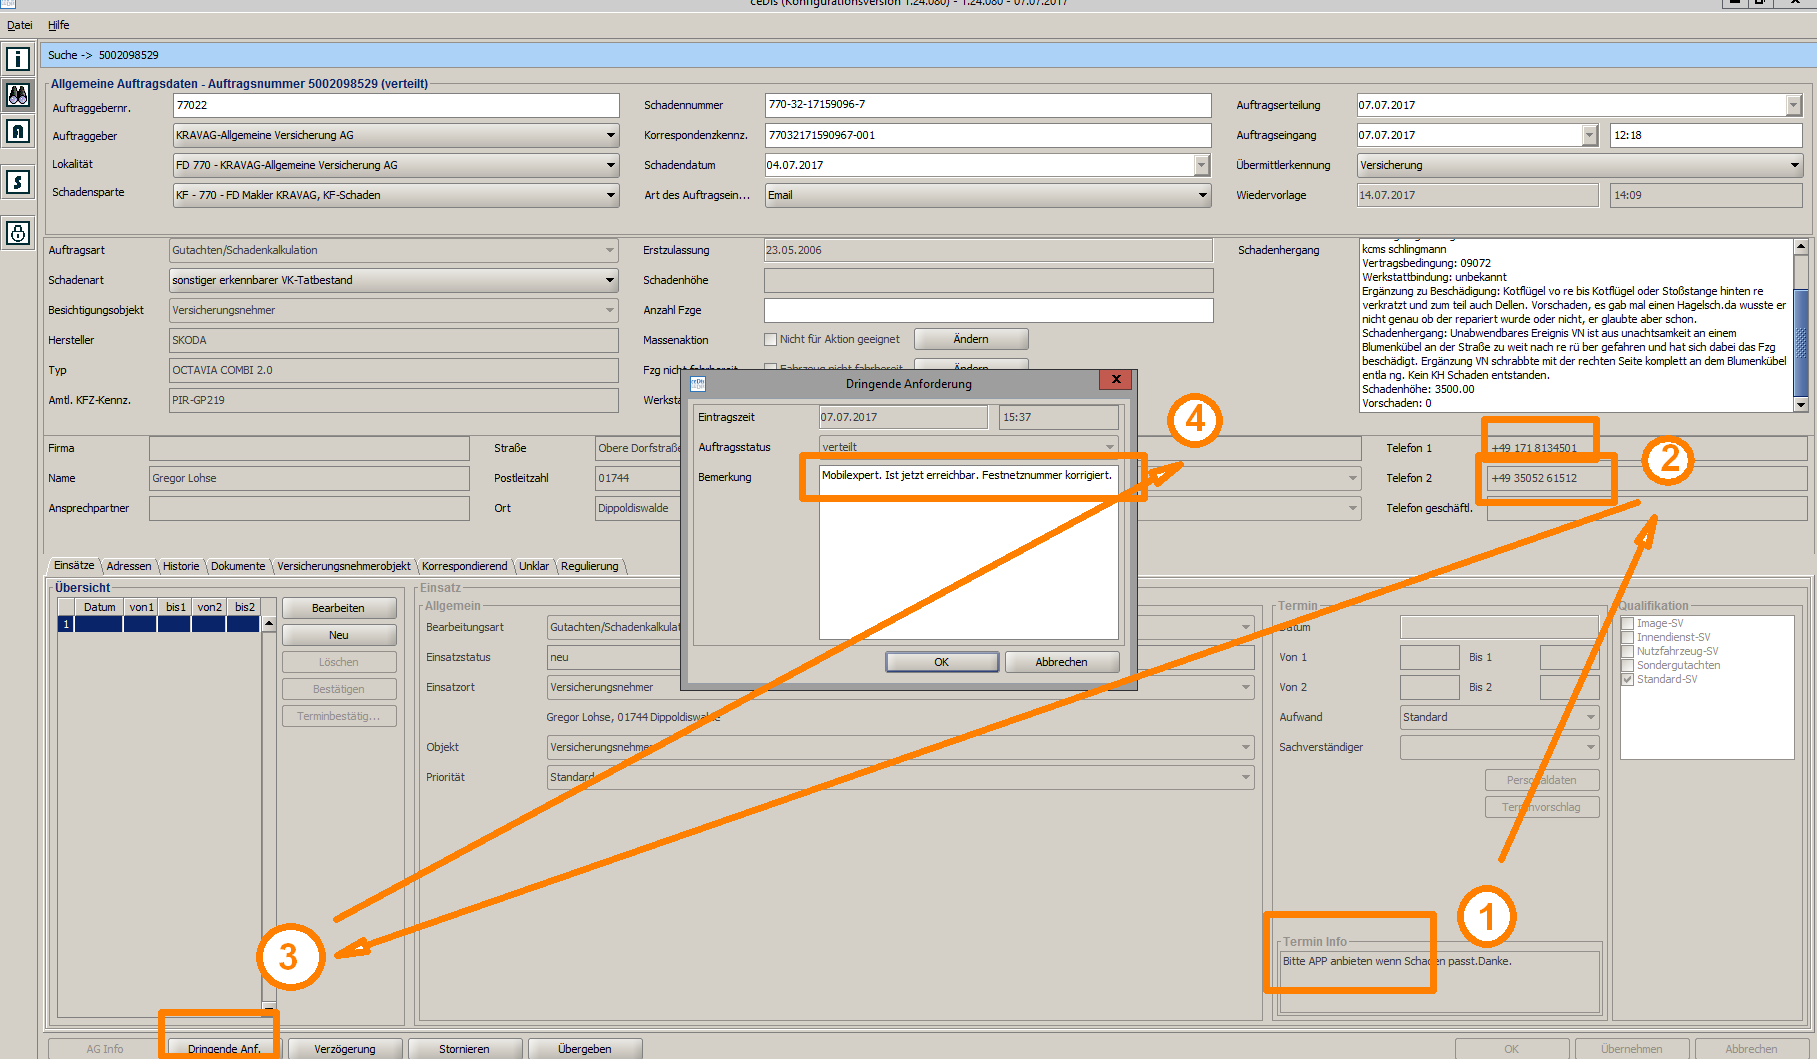 ceDis (Konfigurationsversion 1.24.080) - 1.24.080 - 07.07.2017
Datei Hilfe
Suche -> 5002098529
Allgemeine Auftragsdaten - Auftragsnummer 5002098529 (verteilt)
Auftraggebernr. 77022 Schadennummer 770-32-17159096-7 Auftragserteilung 07.07.2017
Auftraggeber KRAVAG-Allgemeine Versicherung AG Korrespondenzkennz. 77032171590967-001 Auftragseingang 07.07.2017 12:18
Lokalität FD 770 - KRAVAG-Allgemeine Versicherung AG Schadendatum 04.07.2017 Übermittlerkennung Versicherung
Schadensparte KF - 770 - FD Makler KRAVAG, KF-Schaden Art des Auftragsein... Email Wiedervorlage 14.07.2017 14:09
Auftragsart Gutachten/Schadenkalkulation Erstzulassung 23.05.2006 Schadenhergang
Schadenart sonstiger erkennbarer VK-Tatbestand Schadenhöhe
Besichtigungsobjekt Versicherungsnehmer Anzahl Fzge
Hersteller SKODA Massenaktion Nicht für Aktion geeignet Ändern
Typ OCTAVIA COMBI 2.0 Fzg nicht fahrbereit Fahrzeug nicht fahrbereit Ändern
Amtl. KFZ-Kennz. PIR-GP219
kcms schlingmann
Vertragsbedingung: 09072
Werkstattbindung: unbekannt
Ergänzung zu Beschädigung: Kotflügel vo re bis Kotflügel oder Stoßstange hinten re
verkratzt und zum teil auch Dellen. Vorschaden, es gab mal einen Hagelsch.da wusste er
nicht genau ob der repariert wurde oder nicht, er glaubte aber schon.
Schadenhergang: Unabwendbares Ereignis VN ist aus unachtsamkeit an einem
Blumenkübel an der Straße zu weit nach re rü ber gefahren und hat sich dabei das Fzg
beschädigt. Ergänzung VN schrabbte mit der rechten Seite komplett an dem Blumenkübel
entla ng. Kein KH Schaden entstanden.
Schadenhöhe: 3500.00
Vorschaden: 0
Firma Straße Obere Dorfstraße Telefon 1 +49 171 8134501
Name Gregor Lohse Postleitzahl 01744 Telefon 2 +49 35052 61512
Ansprechpartner Ort Dippoldiswalde Telefon geschäftl.
ceDis
Dringende Anforderung X
Eintragszeit 07.07.2017 15:37
Auftragsstatus verteilt
Bemerkung Mobilexpert. Ist jetzt erreichbar. Festnetznummer korrigiert.
OK Abbrechen
4
2
Einsätze Adressen Historie Dokumente Versicherungsnehmerobjekt Korrespondierend Unklar Regulierung
Übersicht
Datum von1 bis1 von2 bis2
1
Bearbeiten
Neu
Löschen
Bestätigen
Terminbestätig...
Einsatz
Allgemein
Bearbeitungsart
Einsatzstatus neu
Einsatzort Versicherungsnehmer
Gregor Lohse, 01744 Dippoldiswalde
Objekt Versicherungsnehmer
Priorität Standard
Termin
Datum
Von 1 Bis 1
Von 2 Bis 2
Aufwand Standard
Sachverständiger
Personaldaten
Terminvorschlag
Qualifikation
Image-SV
Innendienst-SV
Nutzfahrzeug-SV
Sondergutachten
Standard-SV
1
3
Termin Info
Bitte APP anbieten wenn Schaden passt.Danke.
AG Info Dringende Anf. Verzögerung Stornieren Übergeben OK Übernehmen Abbrechen